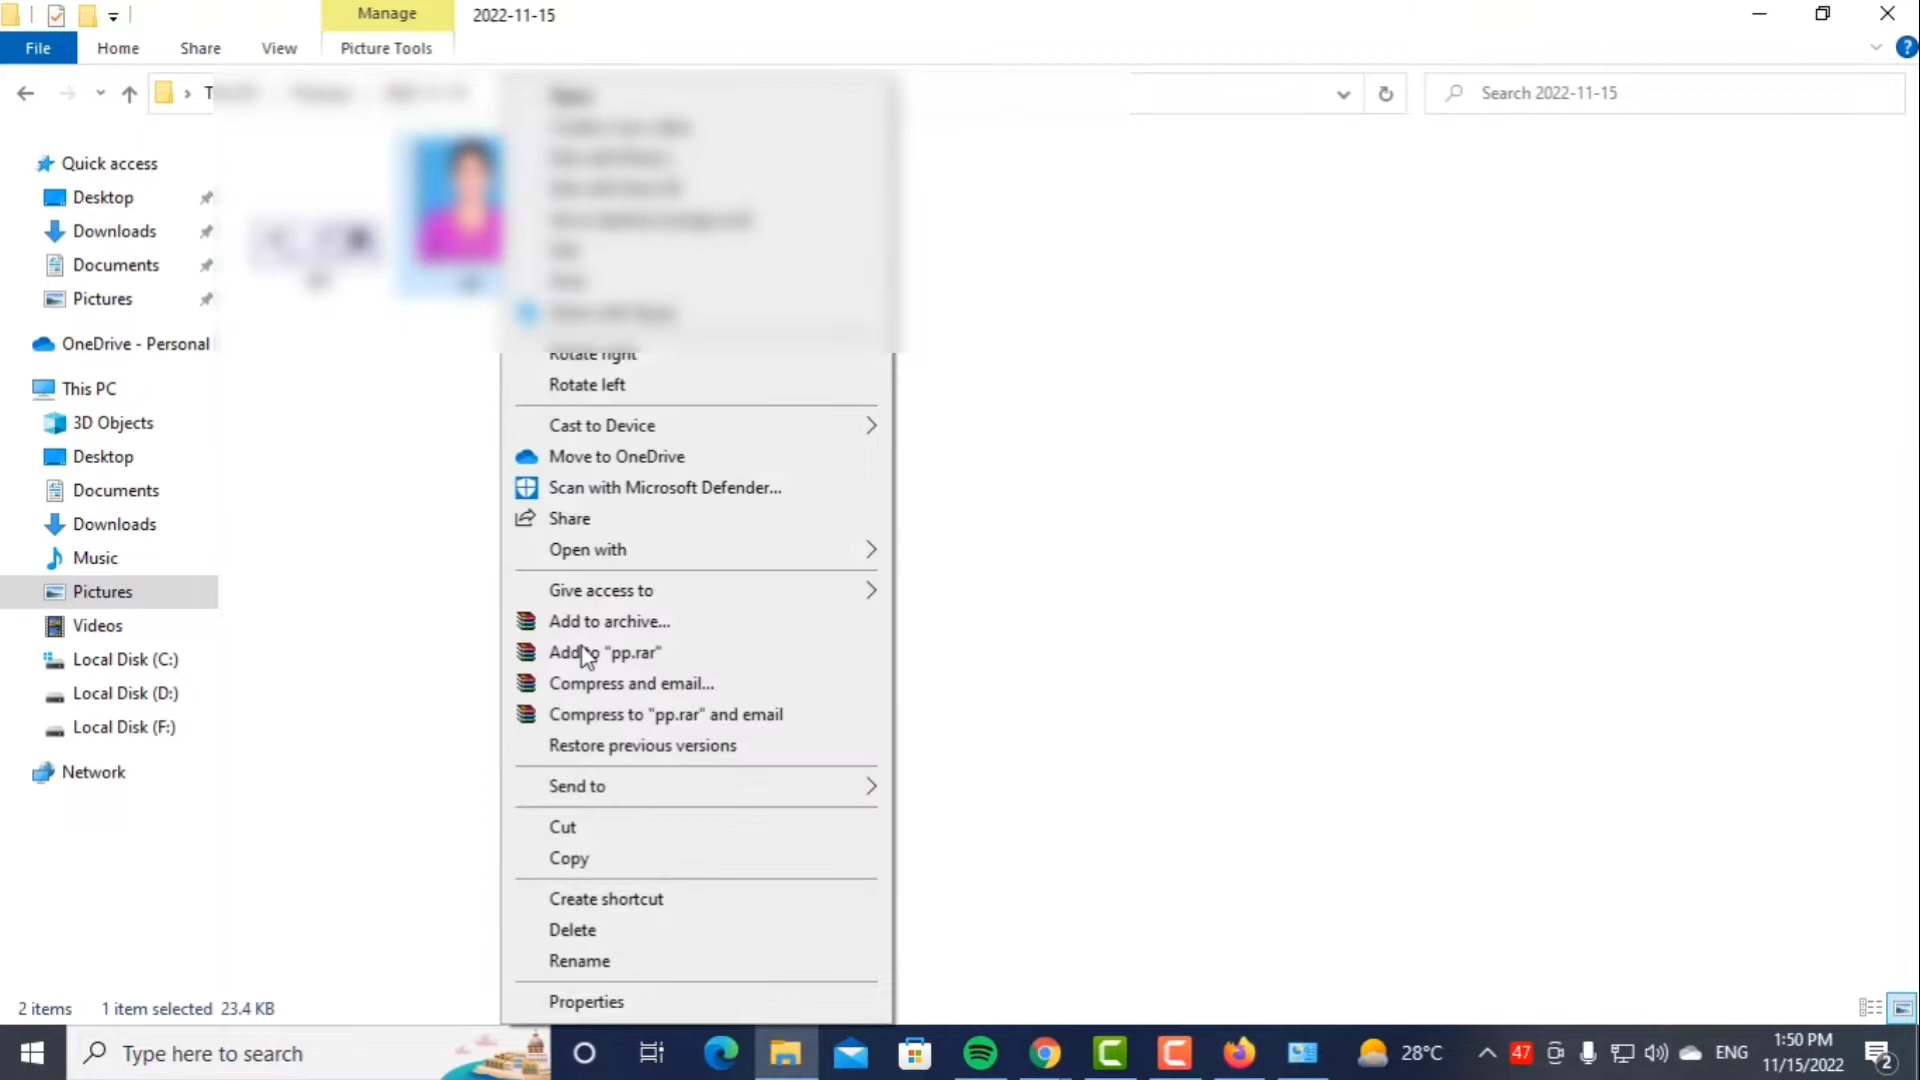 Manage
2022-11-15
File
Home
Share
View
Picture Tools
Search 2022-11-15
Quick access
Desktop
Downloads
Documents
Pictures
OneDrive - Personal
This PC
3D Objects
Desktop
Documents
Downloads
Music
Pictures
Videos
Local Disk (C:)
Local Disk (D:)
Local Disk (F:)
Network
Rotate right
Rotate left
Cast to Device
Move to OneDrive
Scan with Microsoft Defender...
Share
Open with
Give access to
Add to archive...
Add to "pp.rar"
Compress and email...
Compress to "pp.rar" and email
Restore previous versions
Send to
Cut
Copy
Create shortcut
Delete
Rename
Properties
2 items
1 item selected 23.4 KB
Type here to search
28°C
47
ENG
1:50 PM
11/15/2022
2